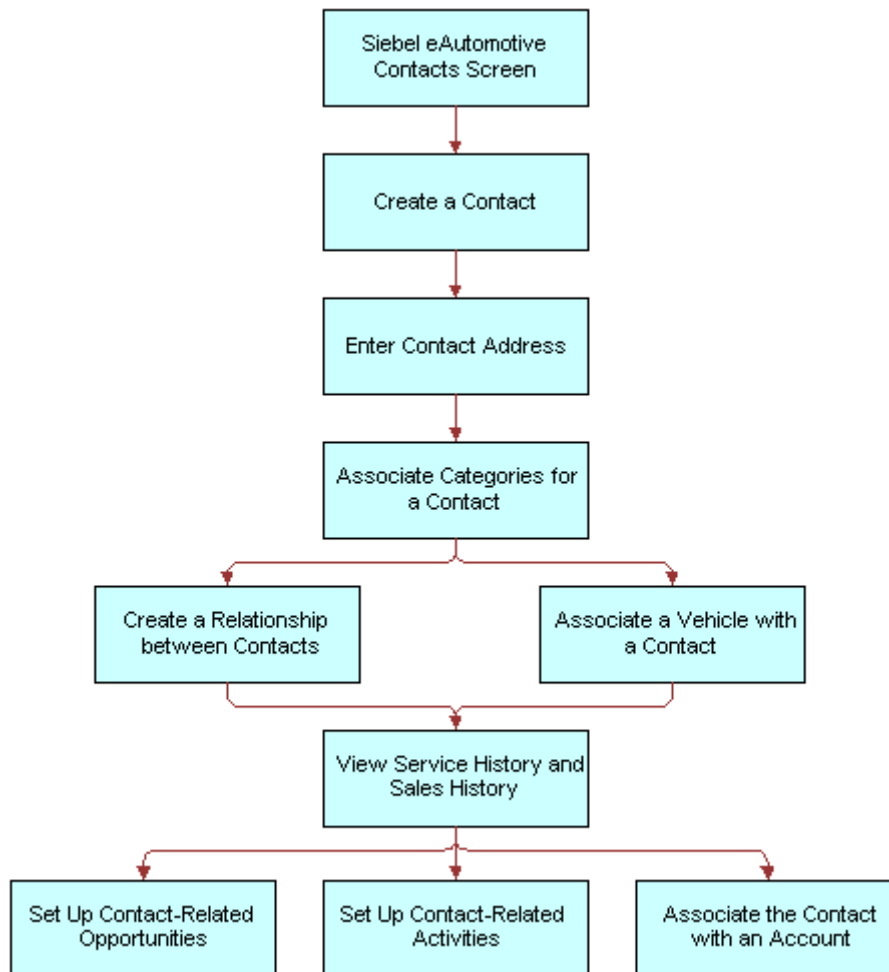 Siebel eAutomotive
Contacts Screen
Create a Contact
Enter Contact Address
Associate Categories for
a Contact
Create a Relationship
between Contacts
Associate a Vehicle with
a Contact
View Service History and
Sales History
Set Up Contact-Related
Opportunities
Set Up Contact-Related
Activities
Associate the Contact
with an Account